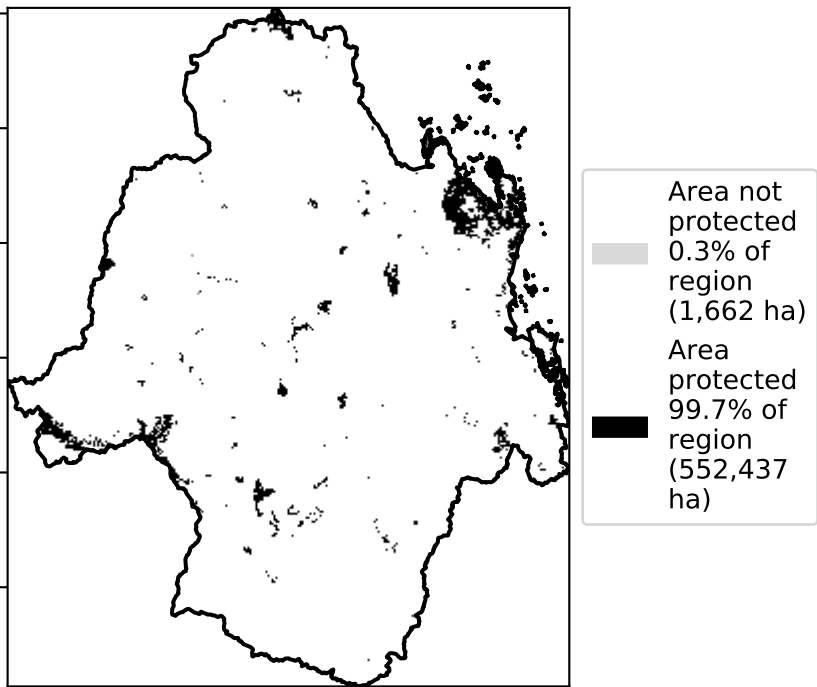 Area not
protected
0.3% of
region
(1,662 ha)
Area
protected
99.7% of
region
(552,437
ha)